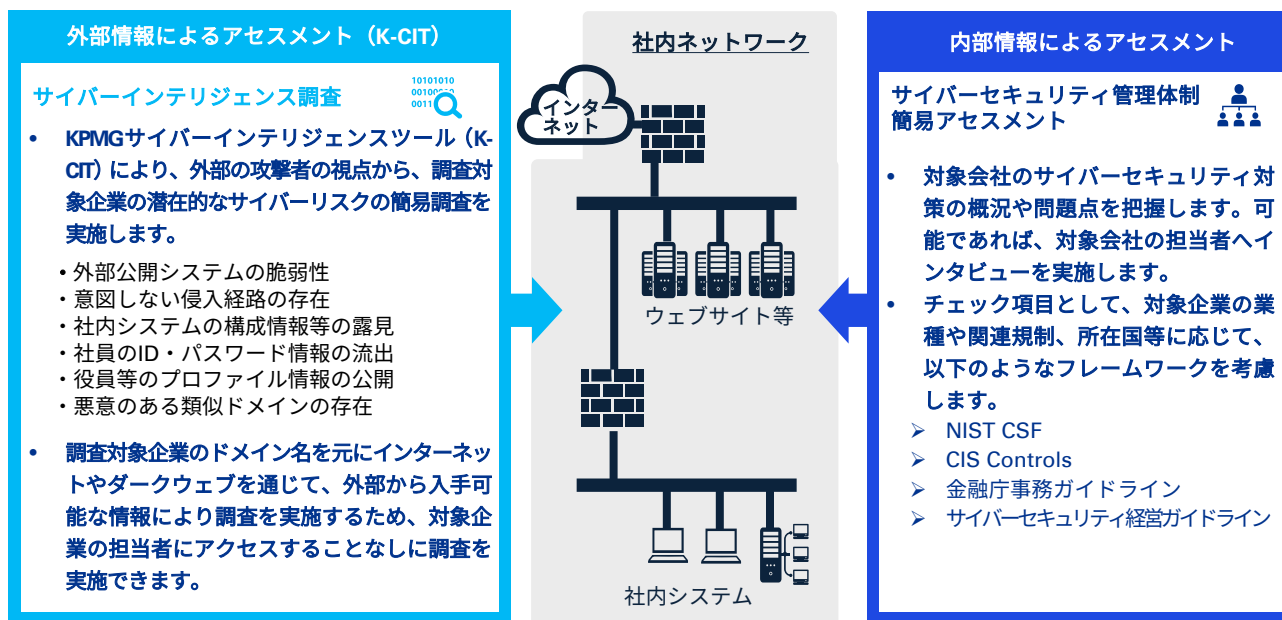 外部情報によるアセスメント（K-CIT）
サイバーインテリジェンス調査
10101010
• KPMGサイバーインテリジェンスツール（K-
CIT）により、外部の攻撃者の視点から、調査対
象企業の潜在的なサイバーリスクの簡易調査を
実施します。
・外部公開システムの脆弱性
・意図しない侵入経路の存在
・社内システムの構成情報等の露見
・社員のID・パスワード情報の流出
・役員等のプロファイル情報の公開
・悪意のある類似ドメインの存在
• 調査対象企業のドメイン名を元にインターネッ
トやダークウェブを通じて、外部から入手可
能な情報により調査を実施するため、対象企
業の担当者にアクセスすることなしに調査を
実施できます。
社内ネットワーク
インター
ネット
ウェブサイト等
社内システム
内部情報によるアセスメント
サイバーセキュリティ管理体制
簡易アセスメント
• 対象会社のサイバーセキュリティ対
策の概況や問題点を把握します。可
能であれば、対象会社の担当者へイ
ンタビューを実施します。
• チェック項目として、対象企業の業
種や関連規制、所在国等に応じて、
以下のようなフレームワークを考慮
します。
➢ NIST CSF
➢ CIS Controls
➢ 金融庁事務ガイドライン
➢ サイバーセキュリティ経営ガイドライン